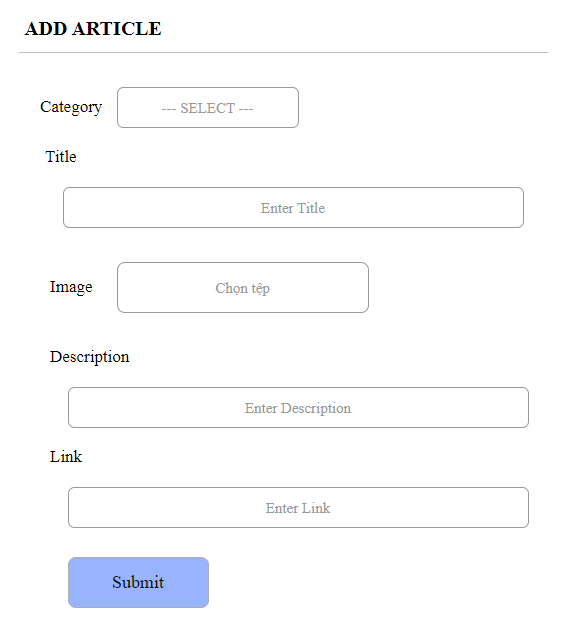 ADD ARTICLE
Category
--- SELECT ---
Title
Enter Title
Image
Chọn tệp
Description
Enter Description
Link
Enter Link
Submit